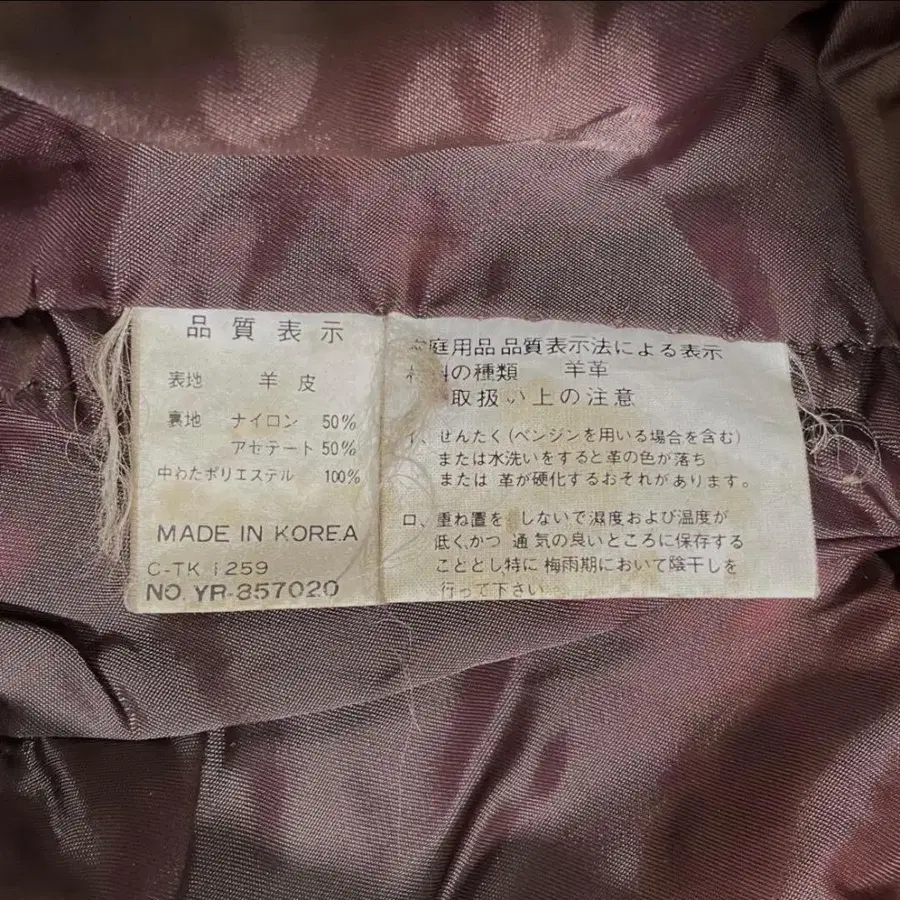 品質表示
表地 羊皮
裏地 ナイロン 50%
アセテート 50%
中わたポリエステル 100%
MADE IN KOREA
C-TK 1259
NO. YR-857020
庭用品品質表示法による表示
料の種類 羊革
取扱い上の注意
イ、せんたく(ベンジンを用いる場合を含む)
または水洗いをすると革の色が落ち
または 革が硬化するおそれがあります。
ロ、重ね置を しないで湿度および温度が
低くかつ 通気の良いところに保存する
こととし特に 梅雨期において陰干しを
行って下さい